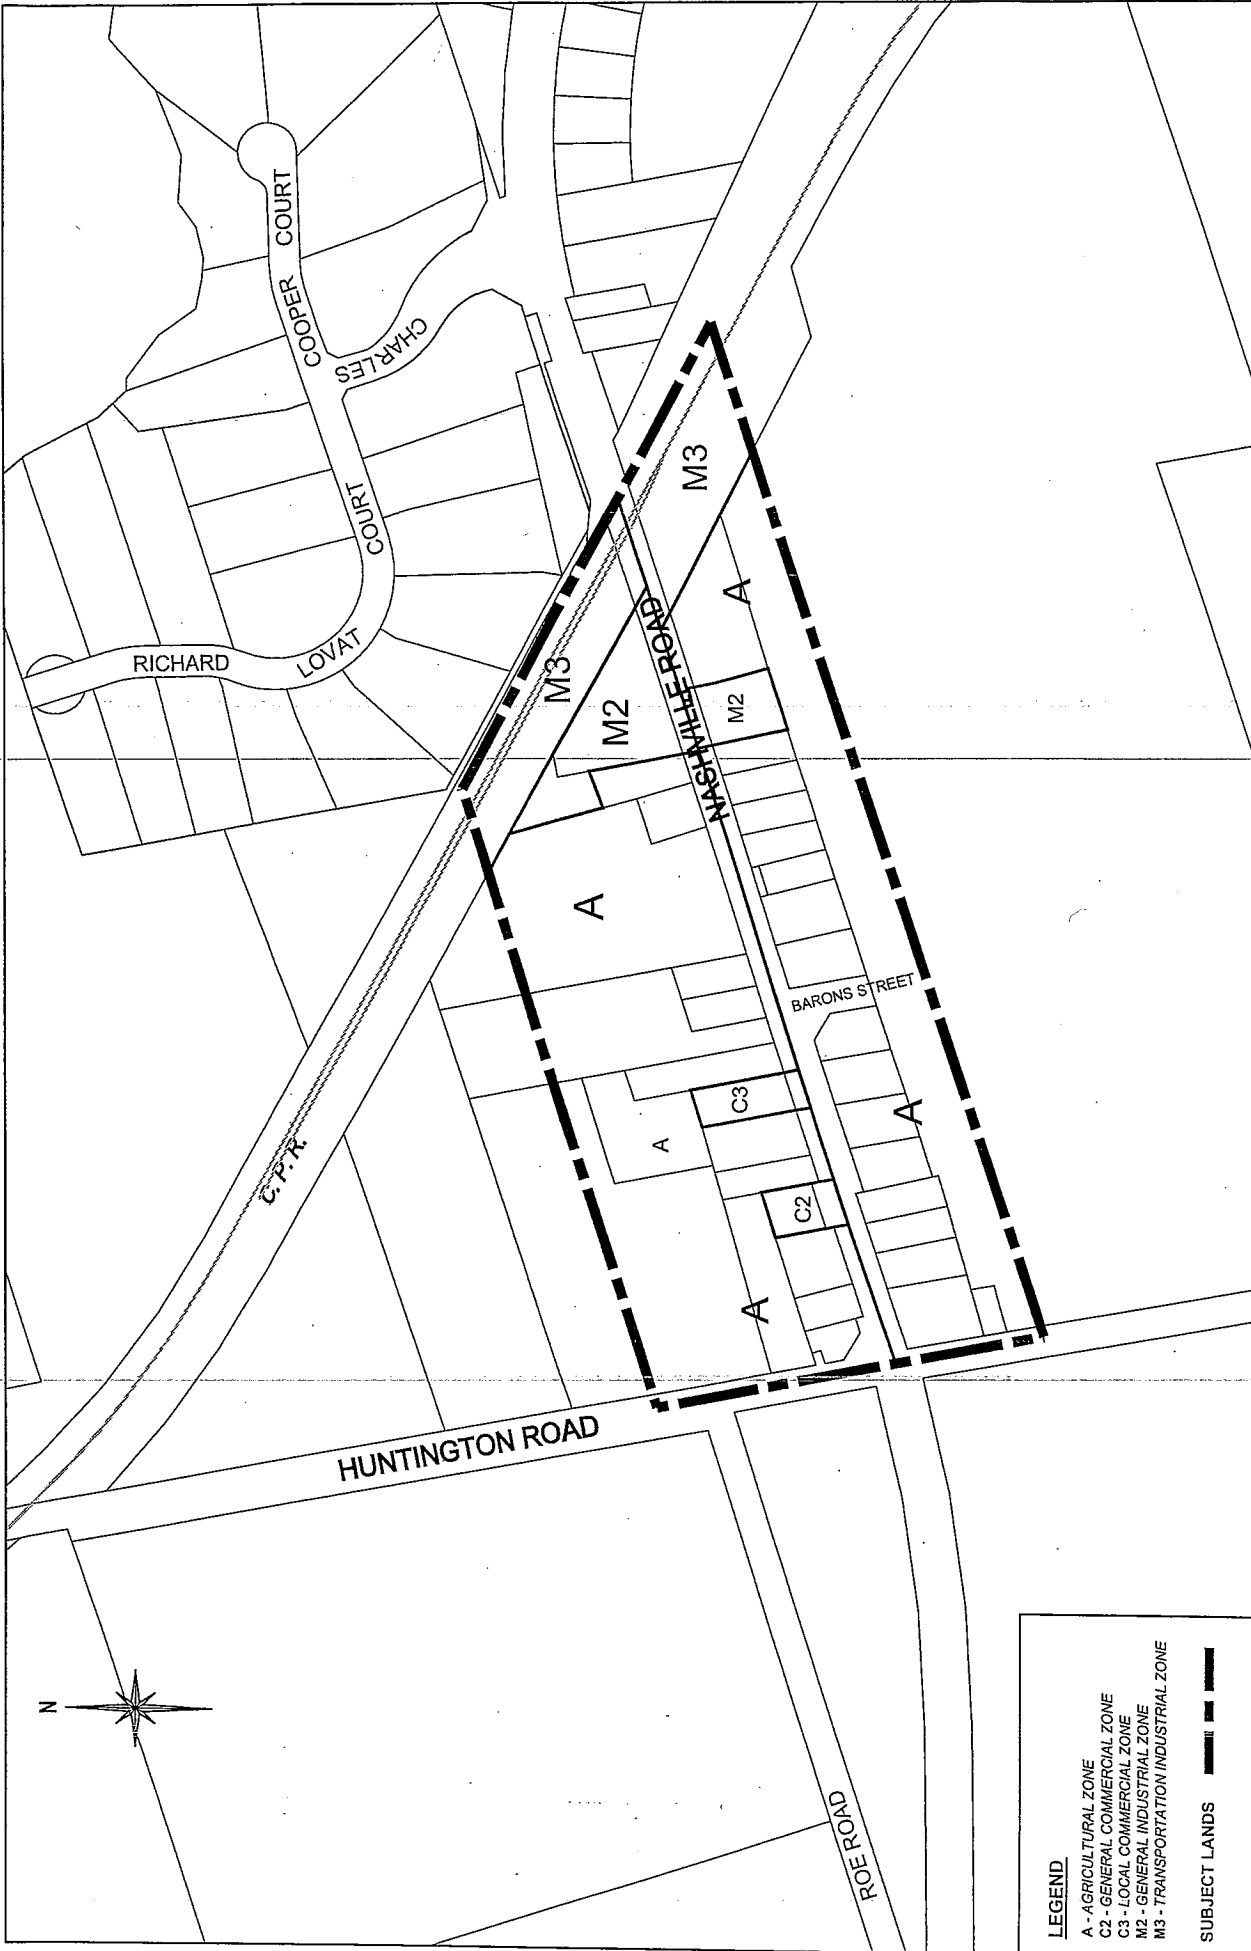 RICHARD
LOVAT
COURT
COOPER COURT
CHARLES
C. P. R.
M3
M3
M2
M2
NASHVILLE ROAD
A
A
BARONS STREET
C3
A
C2
A
A
HUNTINGTON ROAD
ROE ROAD
N
LEGEND
A - AGRICULTURAL ZONE
C2 - GENERAL COMMERCIAL ZONE
C3 - LOCAL COMMERCIAL ZONE
M2 - GENERAL INDUSTRIAL ZONE
M3 - TRANSPORTATION INDUSTRIAL ZONE
SUBJECT LANDS